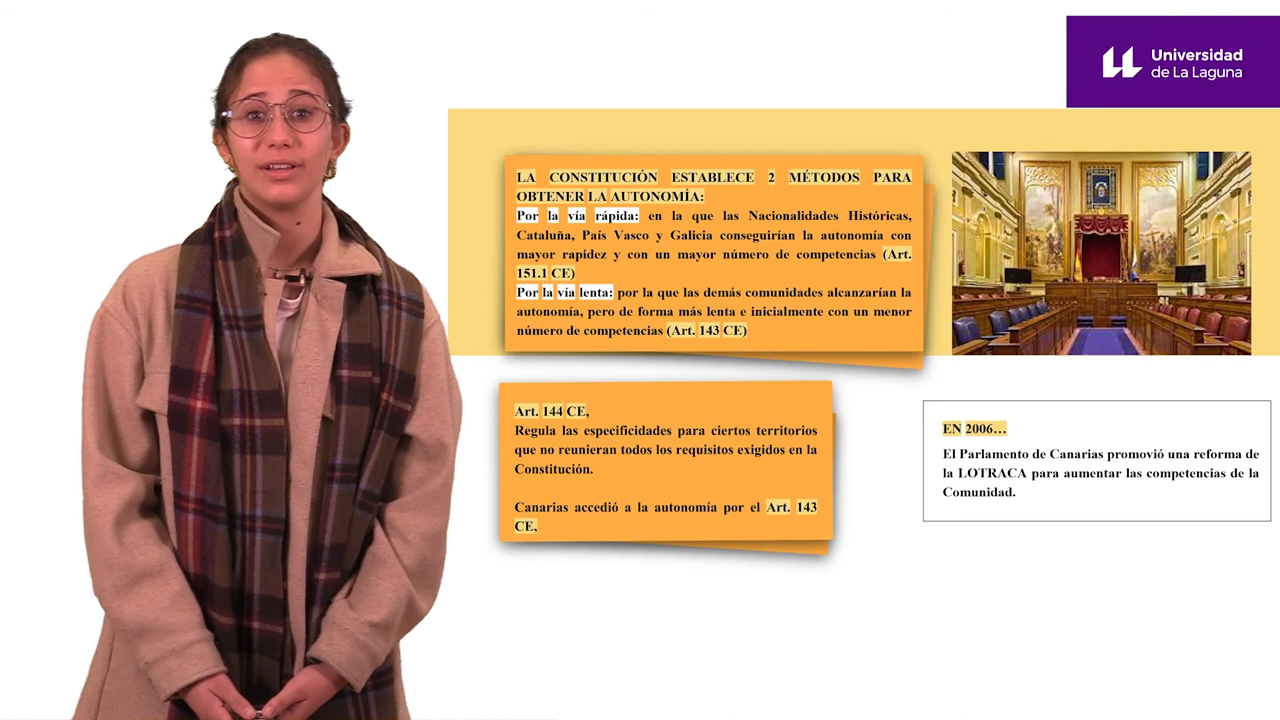 Universidad
de La Laguna
LA CONSTITUCIÓN ESTABLECE 2 MÉTODOS PARA
OBTENER LA AUTONOMÍA:
Por la vía rápida: en la que las Nacionalidades Históricas,
Cataluña, País Vasco y Galicia conseguirían la autonomía con
mayor rapidez y con un mayor número de competencias (Art.
151.1 CE)
Por la vía lenta: por la que las demás comunidades alcanzarían la
autonomía, pero de forma más lenta e inicialmente con un menor
número de competencias (Art. 143 CE)
Art. 144 CE,
Regula las especificidades para ciertos territorios
que no reunieran todos los requisitos exigidos en la
Constitución.
Canarias accedió a la autonomía por el Art. 143
CE,
EN 2006…
El Parlamento de Canarias promovió una reforma de
la LOTRACA para aumentar las competencias de la
Comunidad.